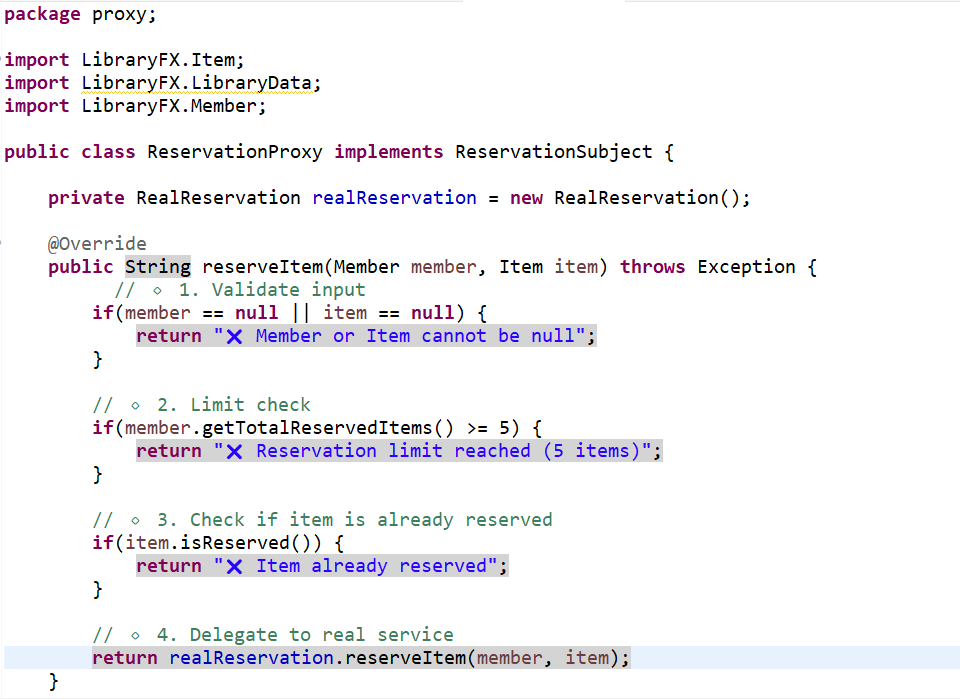 package proxy;
import LibraryFX.Item;
import LibraryFX.LibraryData;
import LibraryFX.Member;
public class ReservationProxy implements ReservationSubject {
private RealReservation realReservation = new RealReservation();
@Override
public String reserveItem(Member member, Item item) throws Exception {
// ⋄ 1. Validate input
if(member == null || item == null) {
return "❌ Member or Item cannot be null";
}
// ⋄ 2. Limit check
if(member.getTotalReservedItems() >= 5) {
return "❌ Reservation limit reached (5 items)";
}
// ⋄ 3. Check if item is already reserved
if(item.isReserved()) {
return "❌ Item already reserved";
}
// ⋄ 4. Delegate to real service
return realReservation.reserveItem(member, item);
}